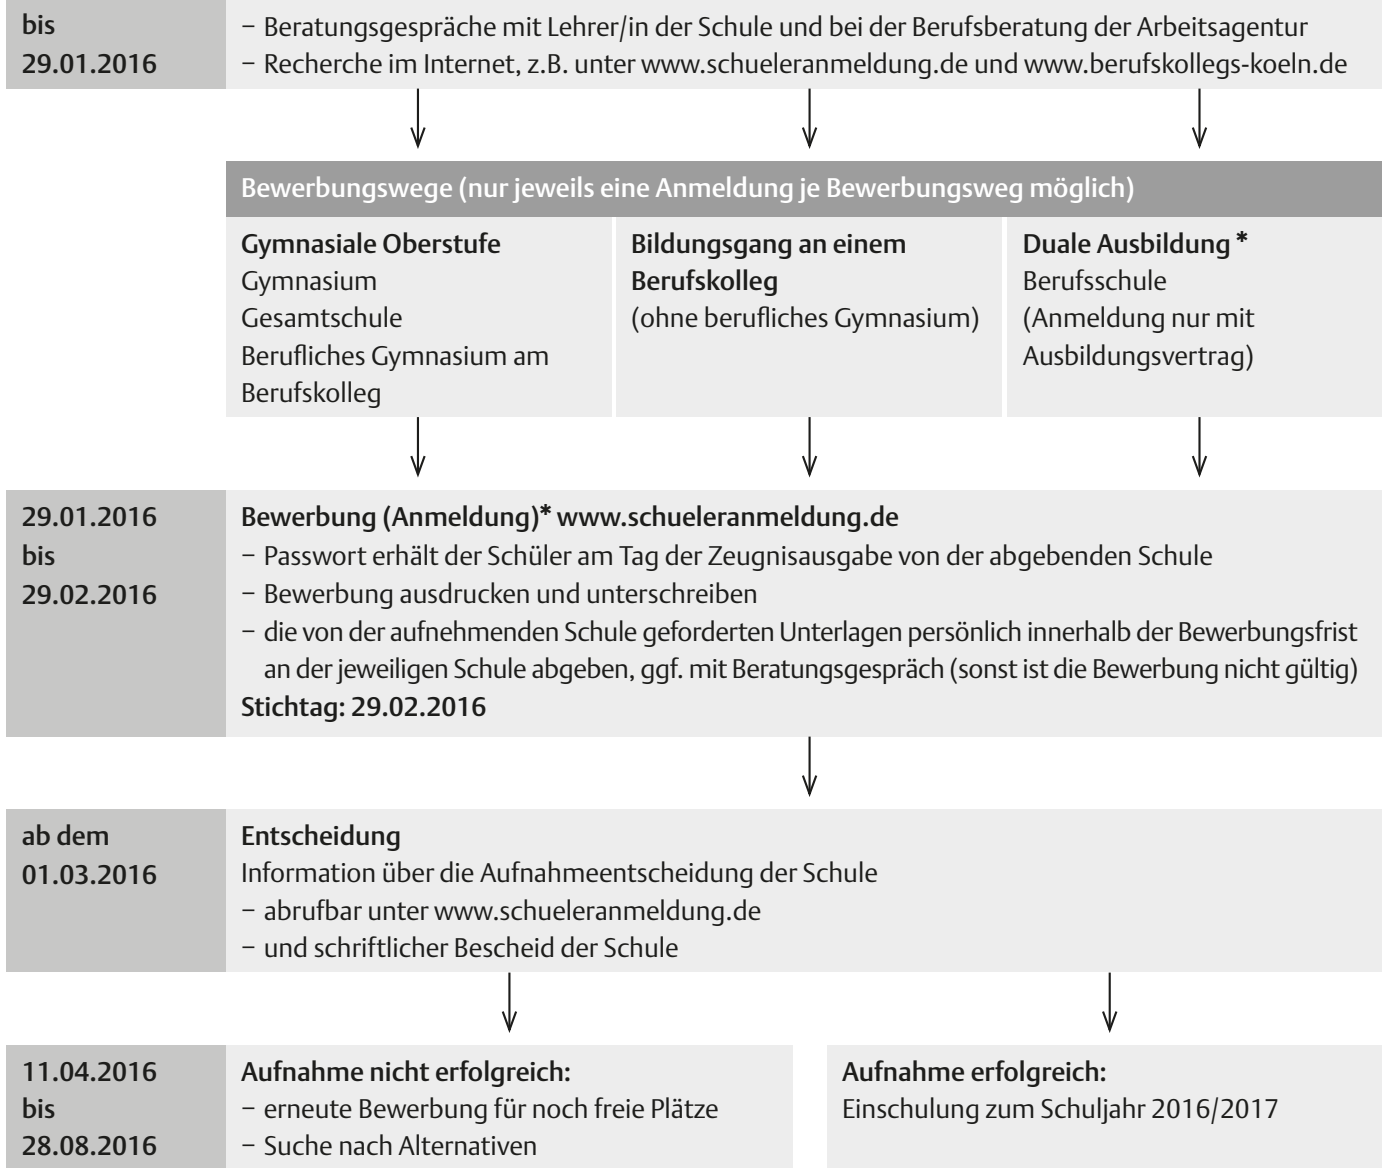 bis
29.01.2016
– Beratungsgespräche mit Lehrer/in der Schule und bei der Berufsberatung der Arbeitsagentur
– Recherche im Internet, z.B. unter www.schueleranmeldung.de und www.berufskollegs-koeln.de
Bewerbungswege (nur jeweils eine Anmeldung je Bewerbungsweg möglich)
Gymnasiale Oberstufe
Gymnasium
Gesamtschule
Berufliches Gymnasium am
Berufskolleg
Bildungsgang an einem
Berufskolleg
(ohne berufliches Gymnasium)
Duale Ausbildung *
Berufsschule
(Anmeldung nur mit
Ausbildungsvertrag)
29.01.2016
bis
29.02.2016
Bewerbung (Anmeldung)* www.schueleranmeldung.de
– Passwort erhält der Schüler am Tag der Zeugnisausgabe von der abgebenden Schule
– Bewerbung ausdrucken und unterschreiben
– die von der aufnehmenden Schule geforderten Unterlagen persönlich innerhalb der Bewerbungsfrist
an der jeweiligen Schule abgeben, ggf. mit Beratungsgespräch (sonst ist die Bewerbung nicht gültig)
Stichtag: 29.02.2016
ab dem
01.03.2016
Entscheidung
Information über die Aufnahmeentscheidung der Schule
– abrufbar unter www.schueleranmeldung.de
– und schriftlicher Bescheid der Schule
11.04.2016
bis
28.08.2016
Aufnahme nicht erfolgreich:
– erneute Bewerbung für noch freie Plätze
– Suche nach Alternativen
Aufnahme erfolgreich:
Einschulung zum Schuljahr 2016/2017